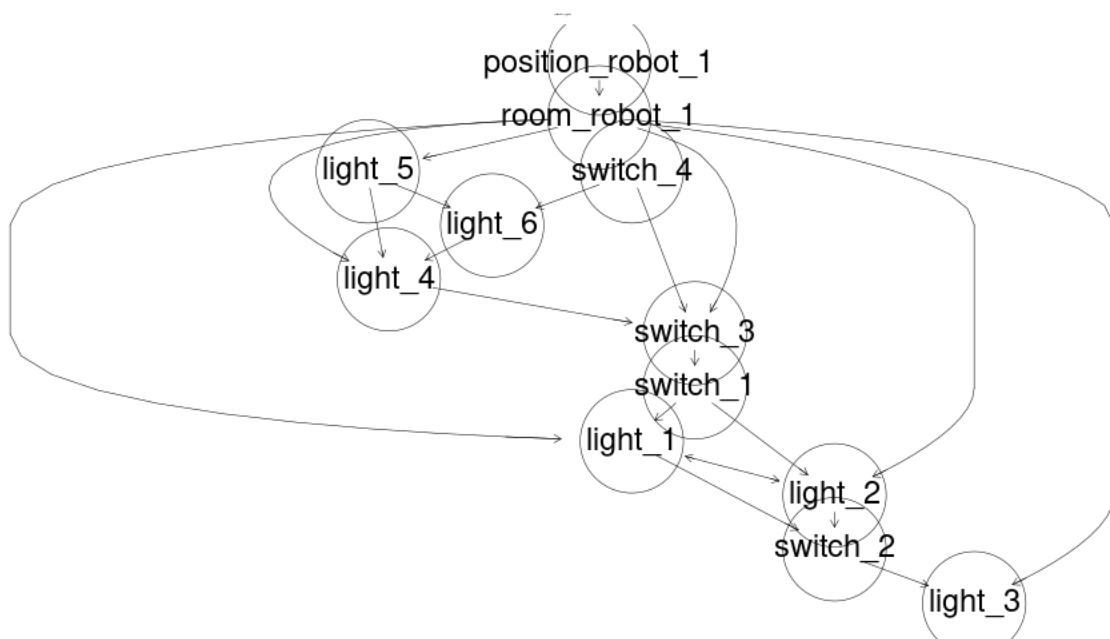 position_robot_1
room_robot_1
light_5
switch_4
light_6
light_4
switch_3
switch_1
light_1
light_2
switch_2
light_3